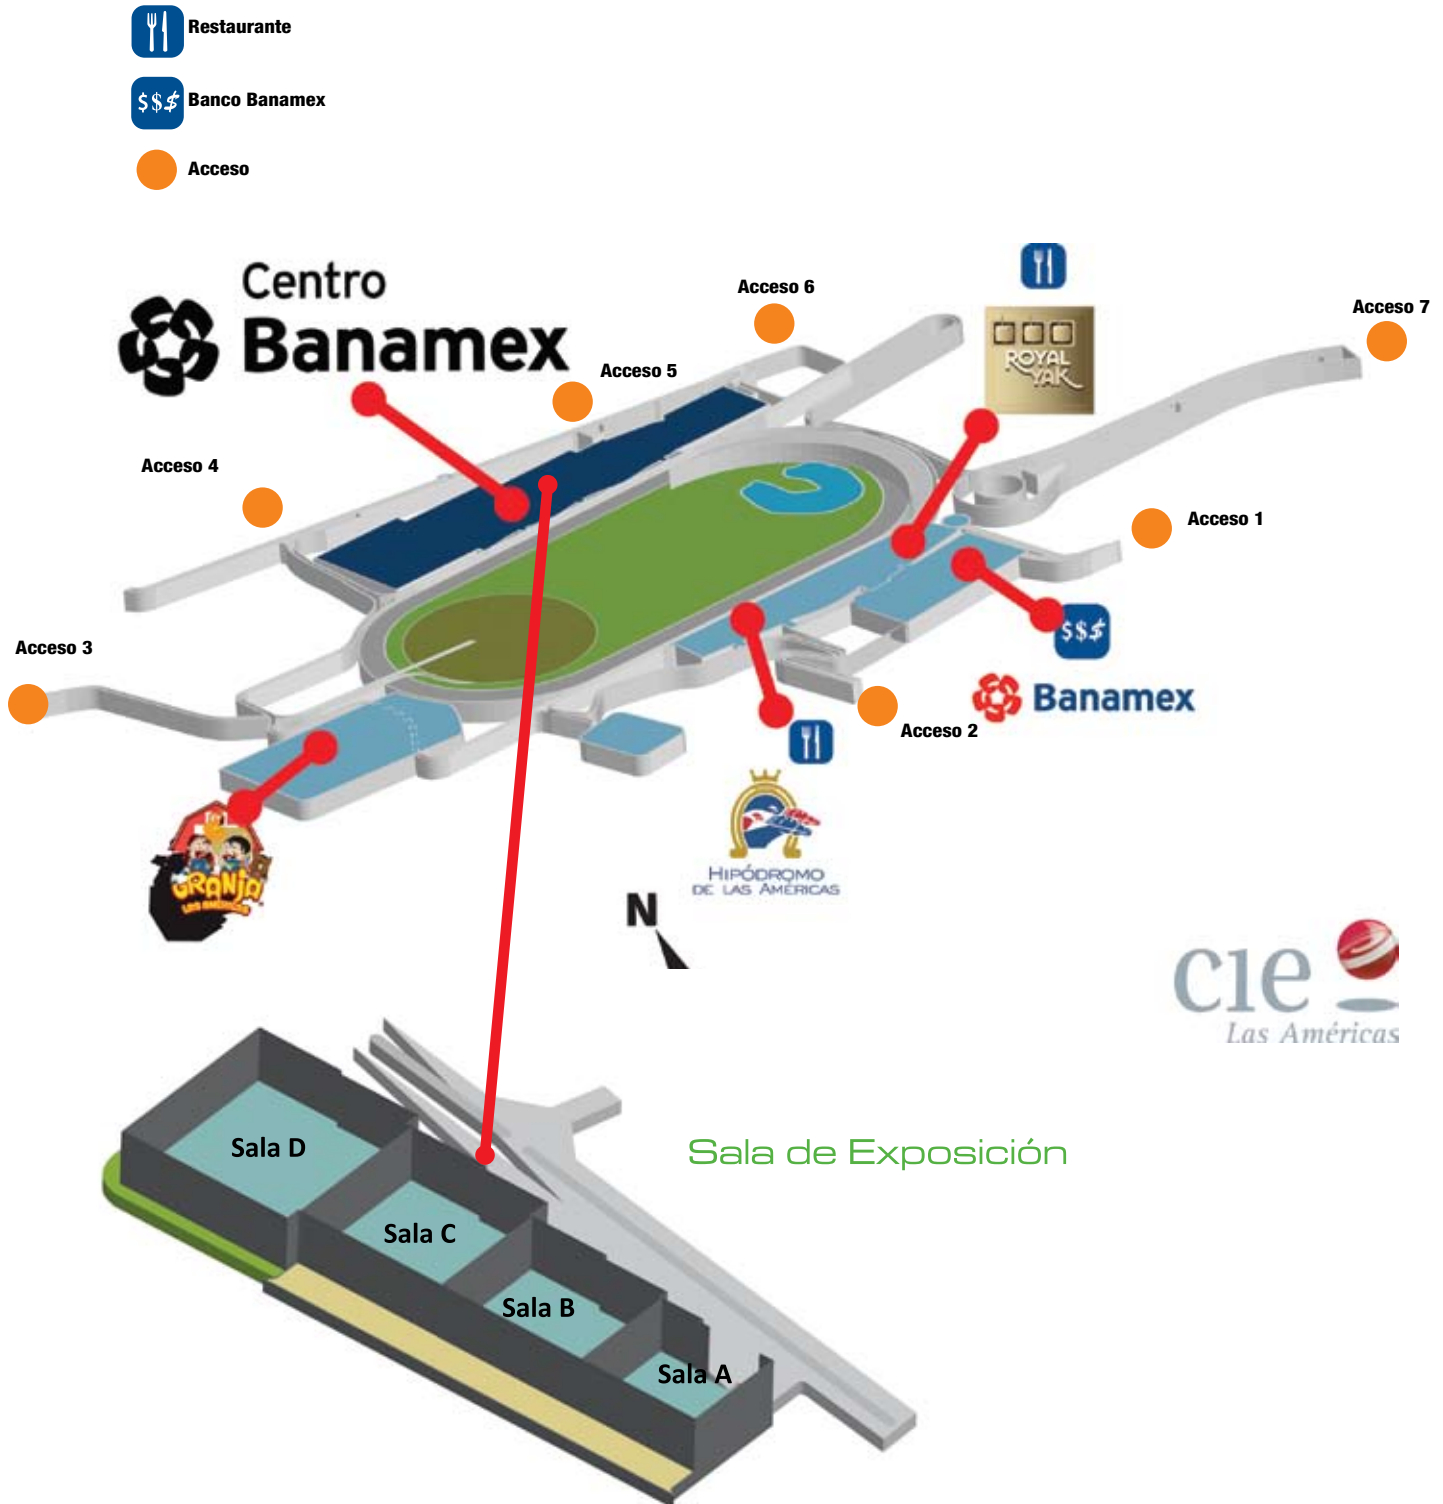 Restaurante
$$$ Banco Banamex
Acceso
Centro
Banamex
Acceso 6
Acceso 7
ROYAL
YAK
Acceso 5
Acceso 4
Acceso 1
$$$
Acceso 3
Banamex
Acceso 2
GRANJA
LAS AMÉRICAS
HIPÓDROMO
DE LAS AMÉRICAS
N
cie
Las Américas
Sala de Exposición
Sala D
Sala C
Sala B
Sala A